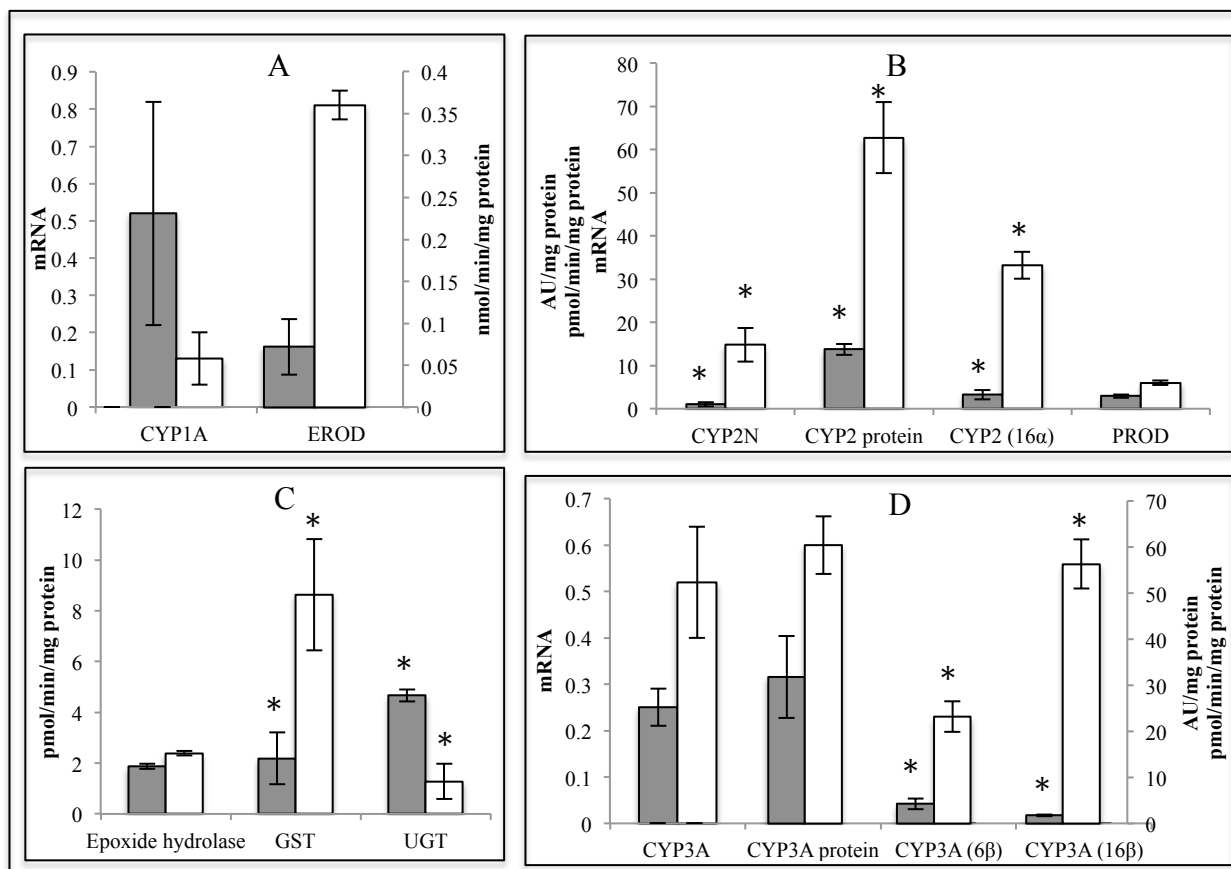 A
0.9
0.8
0.7
0.6
0.5
0.4
0.3
0.2
0.1
0
mRNA
0.4
0.35
0.3
0.25
0.2
0.15
0.1
0.05
0
nmol/min/mg protein
CYP1A EROD
B
80
70
60
50
40
30
20
10
0
AU/mg protein
pmol/min/mg protein
mRNA
* * * * * *
CYP2N CYP2 protein CYP2 (16α) PROD
C
12
10
8
6
4
2
0
pmol/min/mg protein
* * * *
Epoxide hydrolase GST UGT
D
0.7
0.6
0.5
0.4
0.3
0.2
0.1
0
mRNA
70
60
50
40
30
20
10
0
AU/mg protein
pmol/min/mg protein
* * * *
CYP3A CYP3A protein CYP3A (6β) CYP3A (16β)